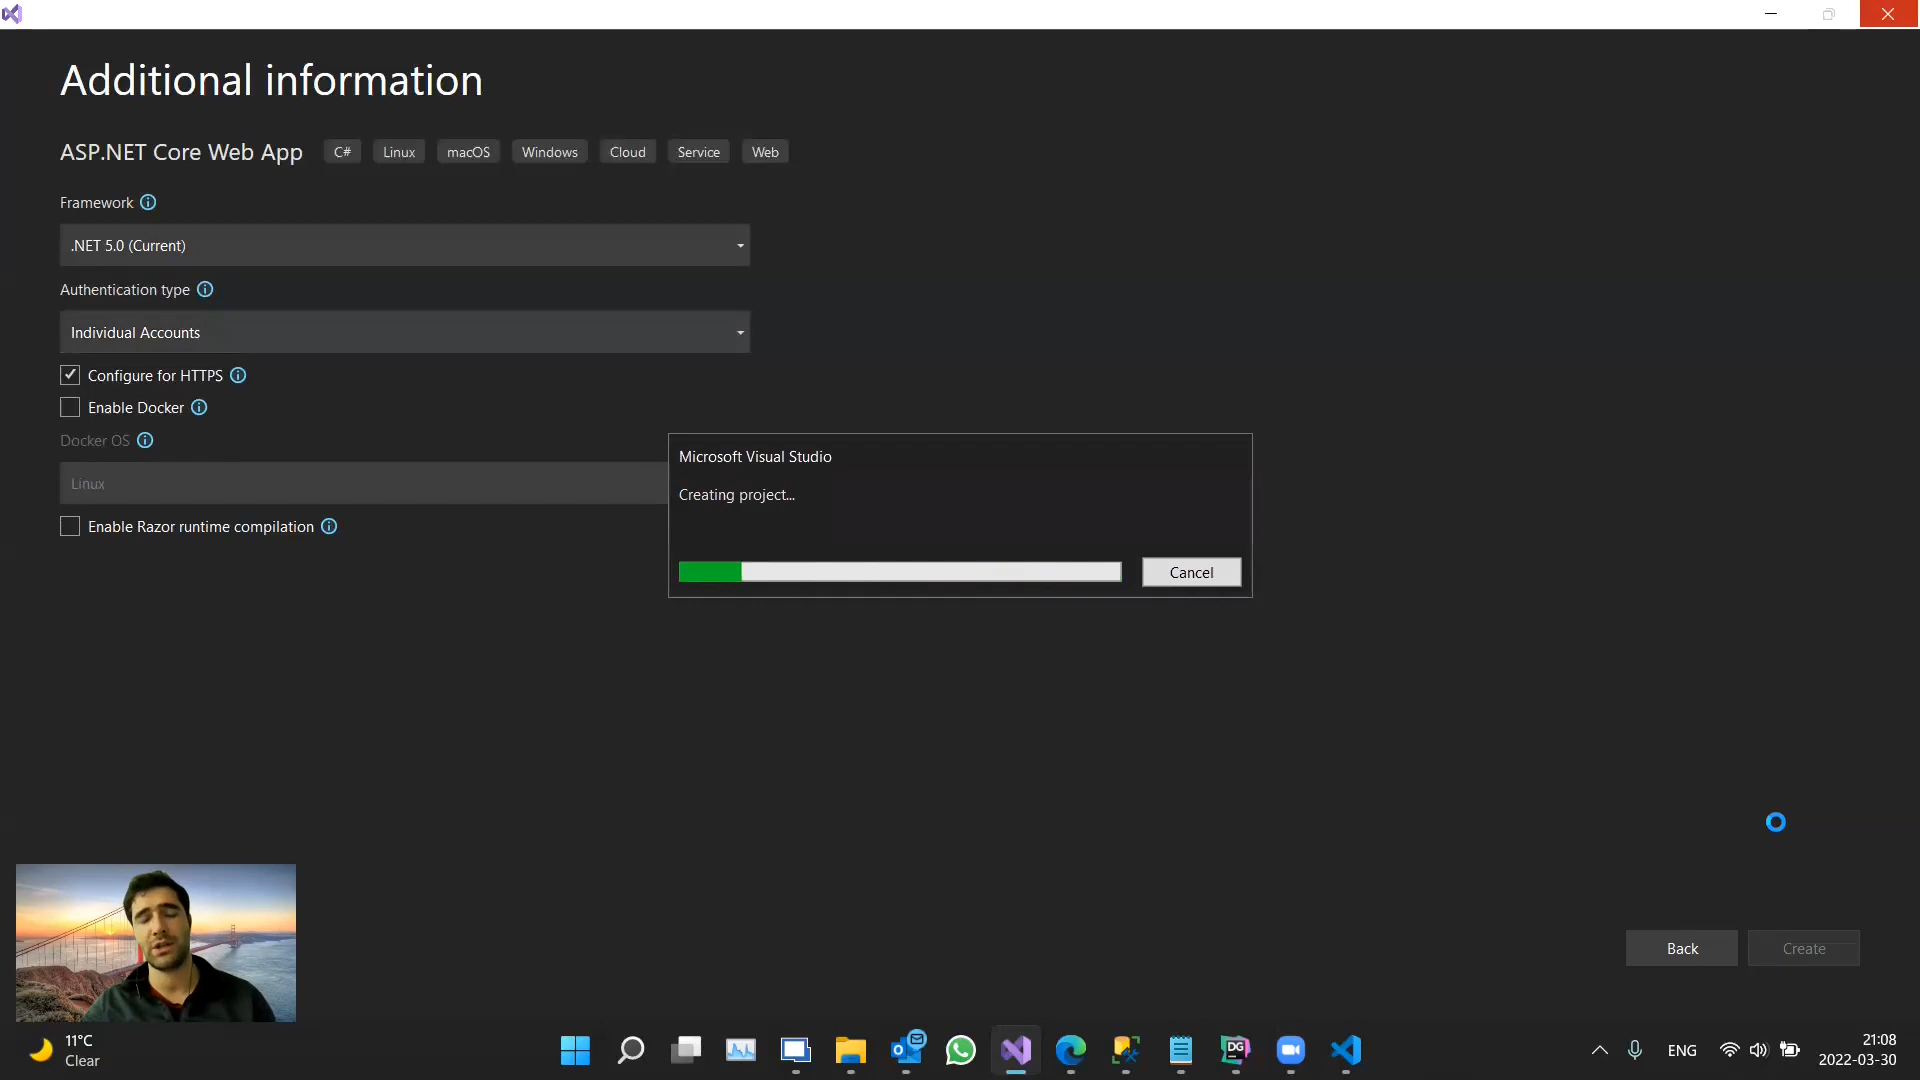 Additional information
ASP.NET Core Web App C# Linux macOS Windows Cloud Service Web
Framework
.NET 5.0 (Current)
Authentication type
Individual Accounts
Configure for HTTPS
Enable Docker
Docker OS
Linux
Enable Razor runtime compilation
Microsoft Visual Studio
Creating project...
Cancel
Back Create
11°C
Clear
DG
ENG
21:08
2022-03-30